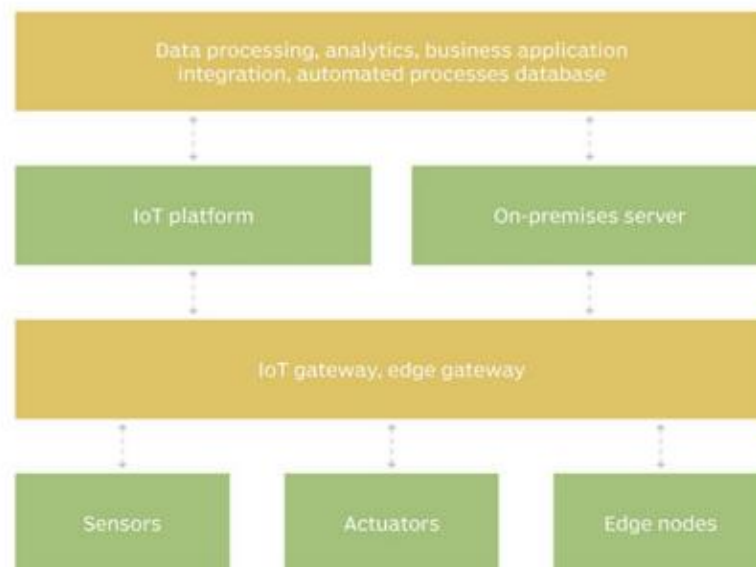 Data processing, analytics, business application
integration, automated processes database
IoT platform
On-premises server
IoT gateway, edge gateway
Sensors
Actuators
Edge nodes